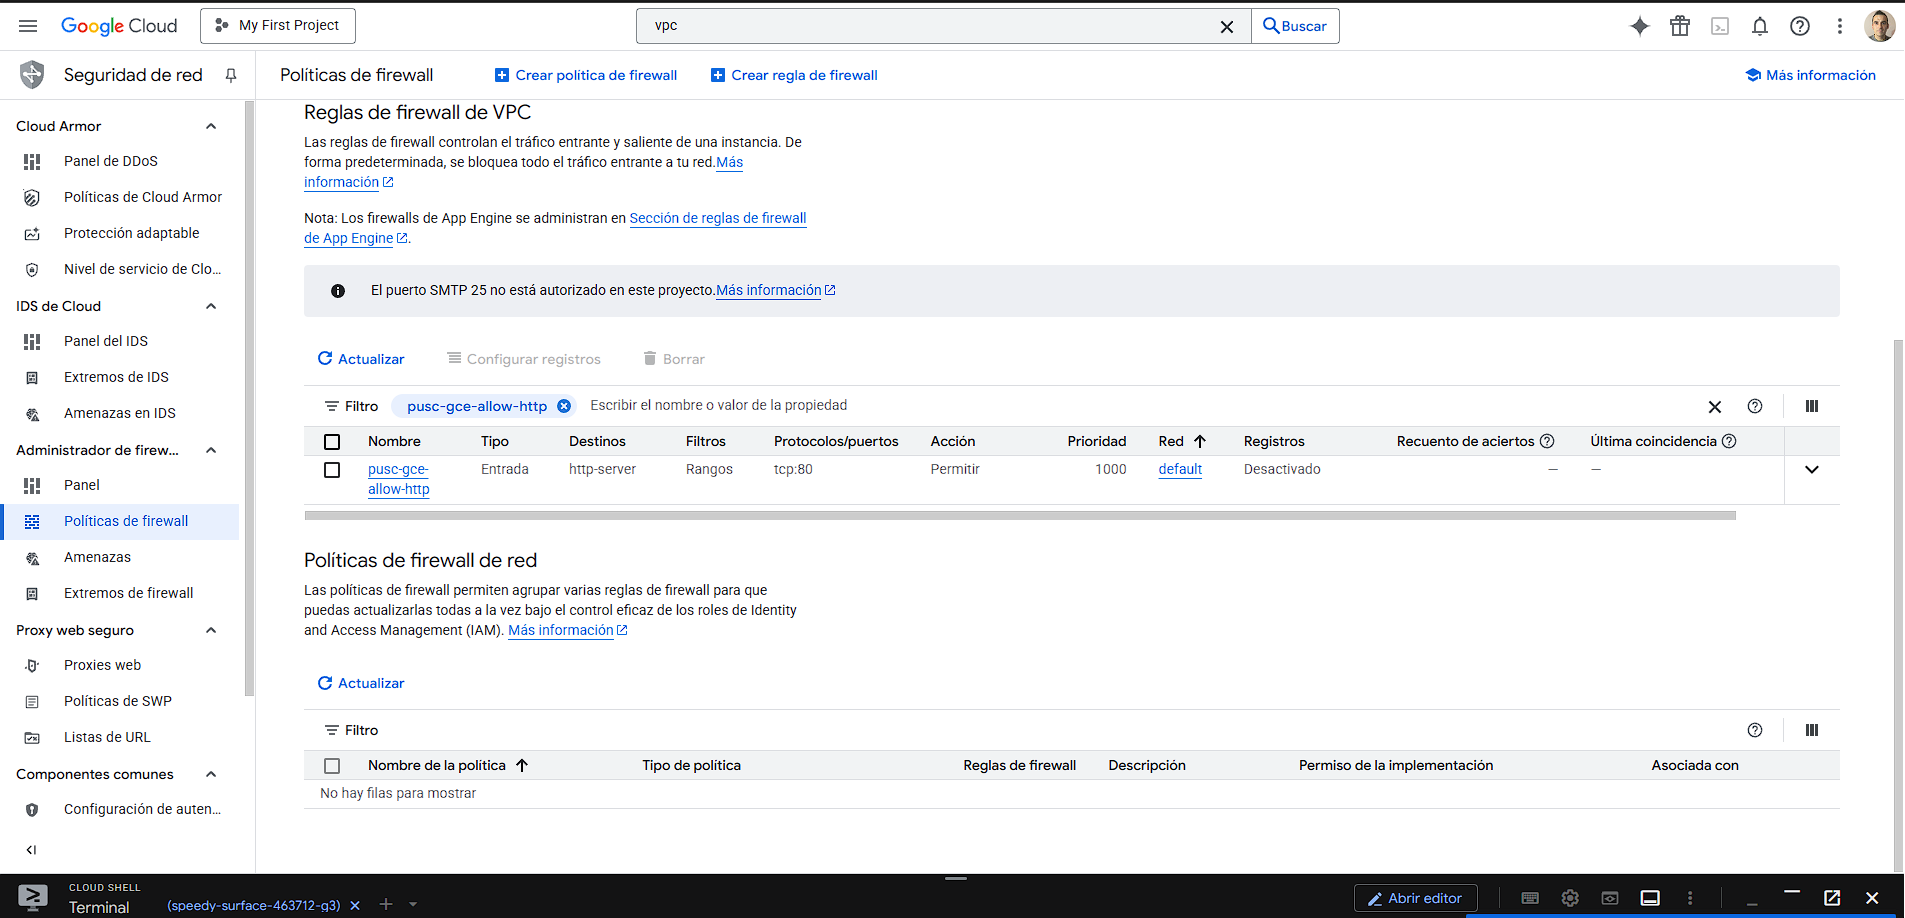 Google Cloud
My First Project
vpc
Buscar
Seguridad de red
Políticas de firewall
Crear política de firewall
Crear regla de firewall
Más información
Cloud Armor
Panel de DDoS
Políticas de Cloud Armor
Protección adaptable
Nivel de servicio de Clo...
IDS de Cloud
Panel del IDS
Extremos de IDS
Amenazas en IDS
Administrador de firew...
Panel
Políticas de firewall
Amenazas
Extremos de firewall
Proxy web seguro
Proxies web
Políticas de SWP
Listas de URL
Componentes comunes
Configuración de auten...
Reglas de firewall de VPC
Las reglas de firewall controlan el tráfico entrante y saliente de una instancia. De
forma predeterminada, se bloquea todo el tráfico entrante a tu red.Más
información
Nota: Los firewalls de App Engine se administran en Sección de reglas de firewall
de App Engine.
El puerto SMTP 25 no está autorizado en este proyecto.Más información
Actualizar
Configurar registros
Borrar
Filtro
pusc-gce-allow-http
Escribir el nombre o valor de la propiedad
Nombre Tipo Destinos Filtros Protocolos/puertos Acción Prioridad Red Registros Recuento de aciertos Última coincidencia
pusc-gce- Entrada http-server Rangos tcp:80 Permitir 1000 default Desactivado — —
allow-http
Políticas de firewall de red
Las políticas de firewall permiten agrupar varias reglas de firewall para que
puedas actualizarlas todas a la vez bajo el control eficaz de los roles de Identity
and Access Management (IAM). Más información
Actualizar
Filtro
Nombre de la política Tipo de política Reglas de firewall Descripción Permiso de la implementación Asociada con
No hay filas para mostrar
CLOUD SHELL
Terminal
(speedy-surface-463712-g3)
Abrir editor